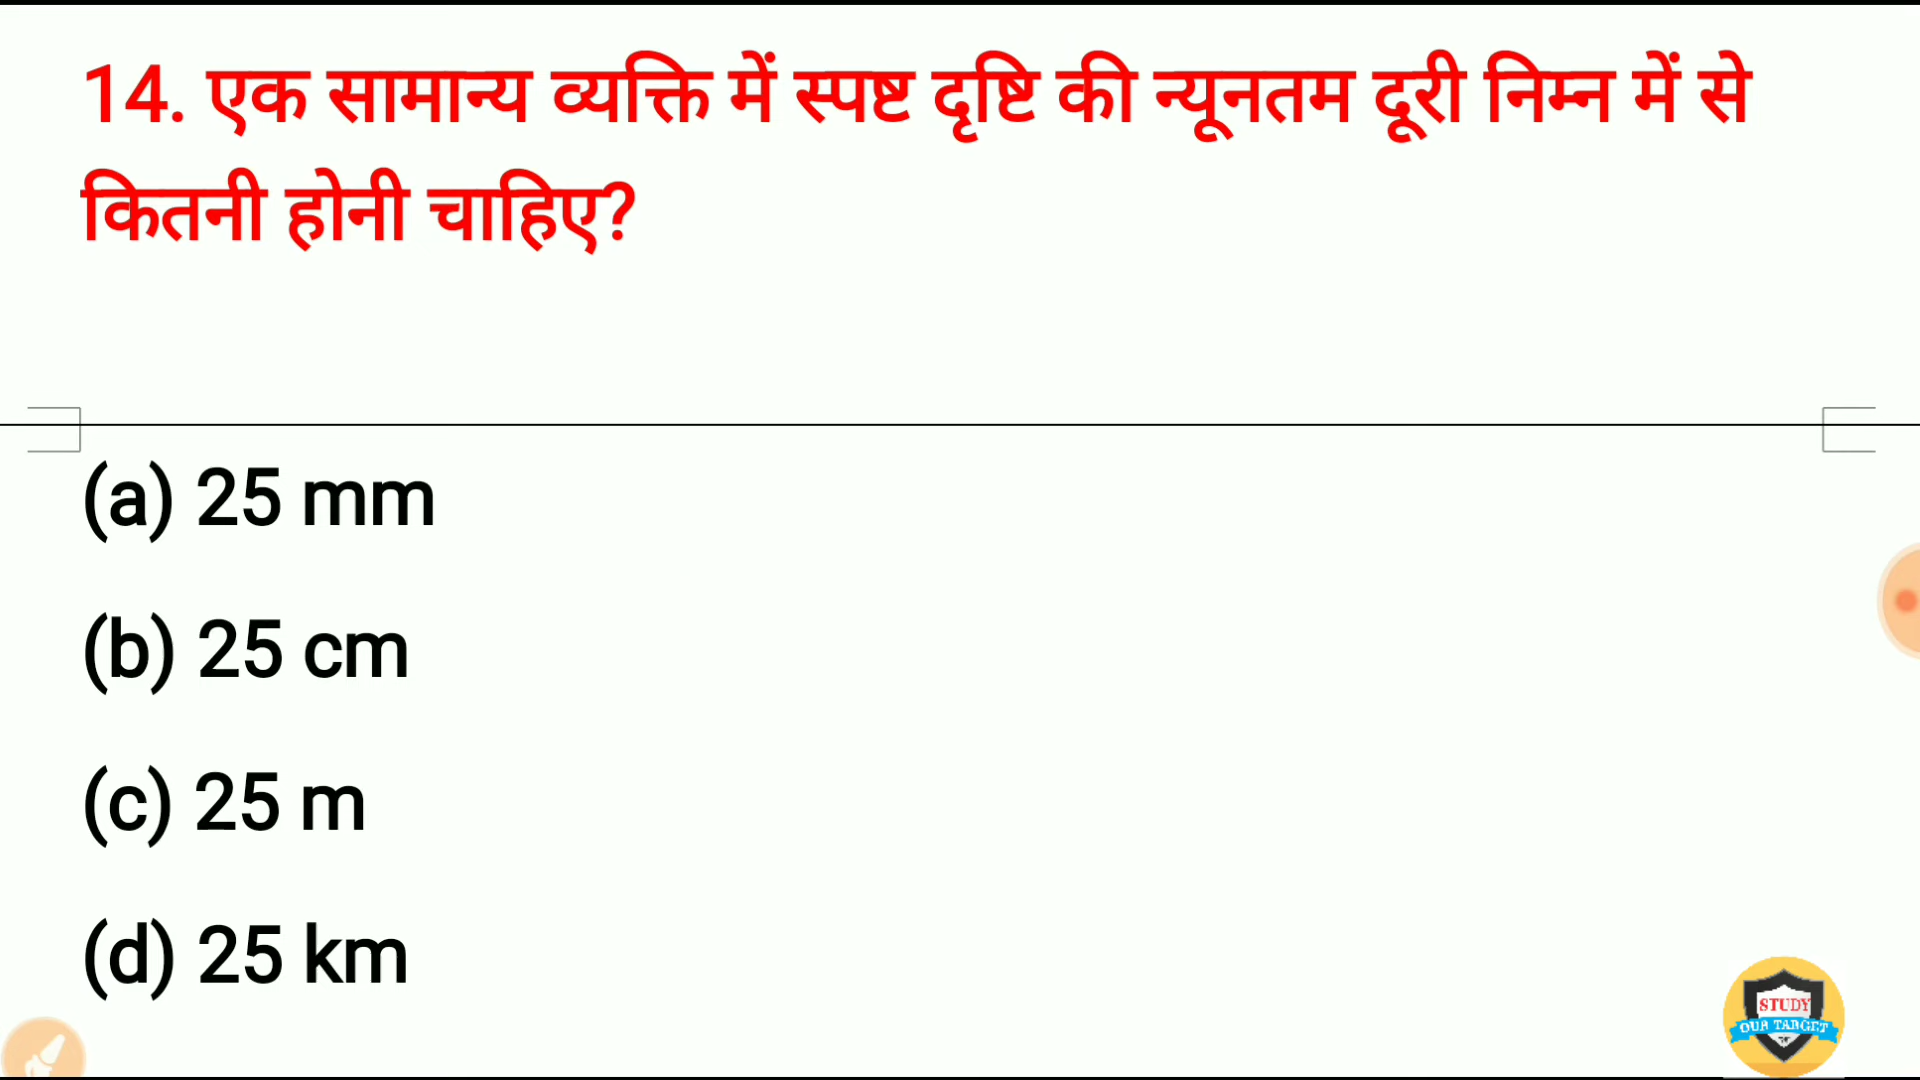 14. एक सामान्य व्यक्ति में स्पष्ट दृष्टि की न्यूनतम दूरी निम्न में से
कितनी होनी चाहिए?
(a) 25 mm
(b) 25 cm
(c) 25 m
(d) 25 km
STUDY
OUR TARGET